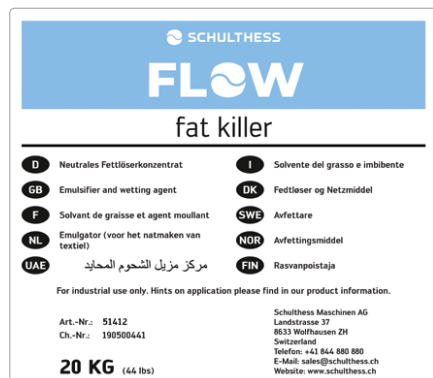 SCHULTHESS
FLOW
fat killer
D Neutrales Fettlöserkonzentrat
GB Emulsifier and wetting agent
F Solvant de graisse et agent moullant
NL Emulgator (voor het natmaken van
textiel)
UAE مركز مزيل الشحوم المحايد
I Solvente del grasso e imbibente
DK Fedtløser og Netzmiddel
SWE Avfettare
NOR Avfettingsmiddel
FIN Rasvanpoistaja
For industrial use only. Hints on application please find in our product information.
Art.-Nr.: 51412
Ch.-Nr.: 190500441
20 KG (44 lbs)
Schulthess Maschinen AG
Landstrasse 37
8633 Wolfhausen ZH
Switzerland
Telefon: +41 844 880 880
E-Mail: sales@schulthess.ch
Website: www.schulthess.ch